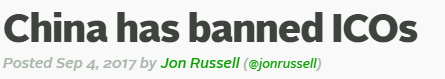 China has banned ICOs
Posted Sep 4, 2017 by Jon Russell (@jonrussell)